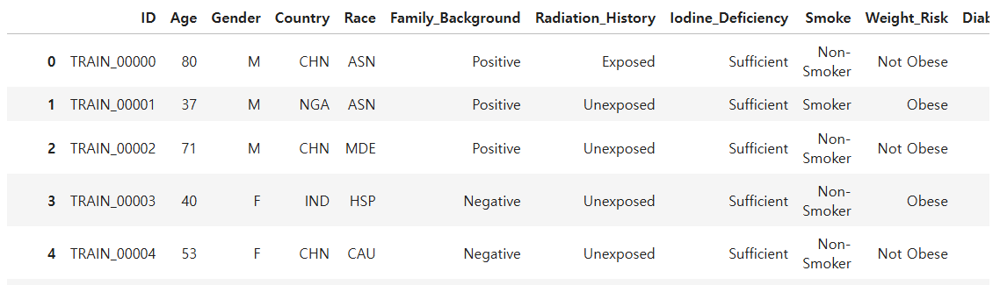 ID Age Gender Country Race Family_Background Radiation_History Iodine_Deficiency Smoke Weight_Risk Diab
0 TRAIN_00000 80 M CHN ASN Positive Exposed Sufficient Non-Smoker Not Obese
1 TRAIN_00001 37 M NGA ASN Positive Unexposed Sufficient Smoker Obese
2 TRAIN_00002 71 M CHN MDE Positive Unexposed Sufficient Non-Smoker Not Obese
3 TRAIN_00003 40 F IND HSP Negative Unexposed Sufficient Non-Smoker Obese
4 TRAIN_00004 53 F CHN CAU Negative Unexposed Sufficient Non-Smoker Not Obese